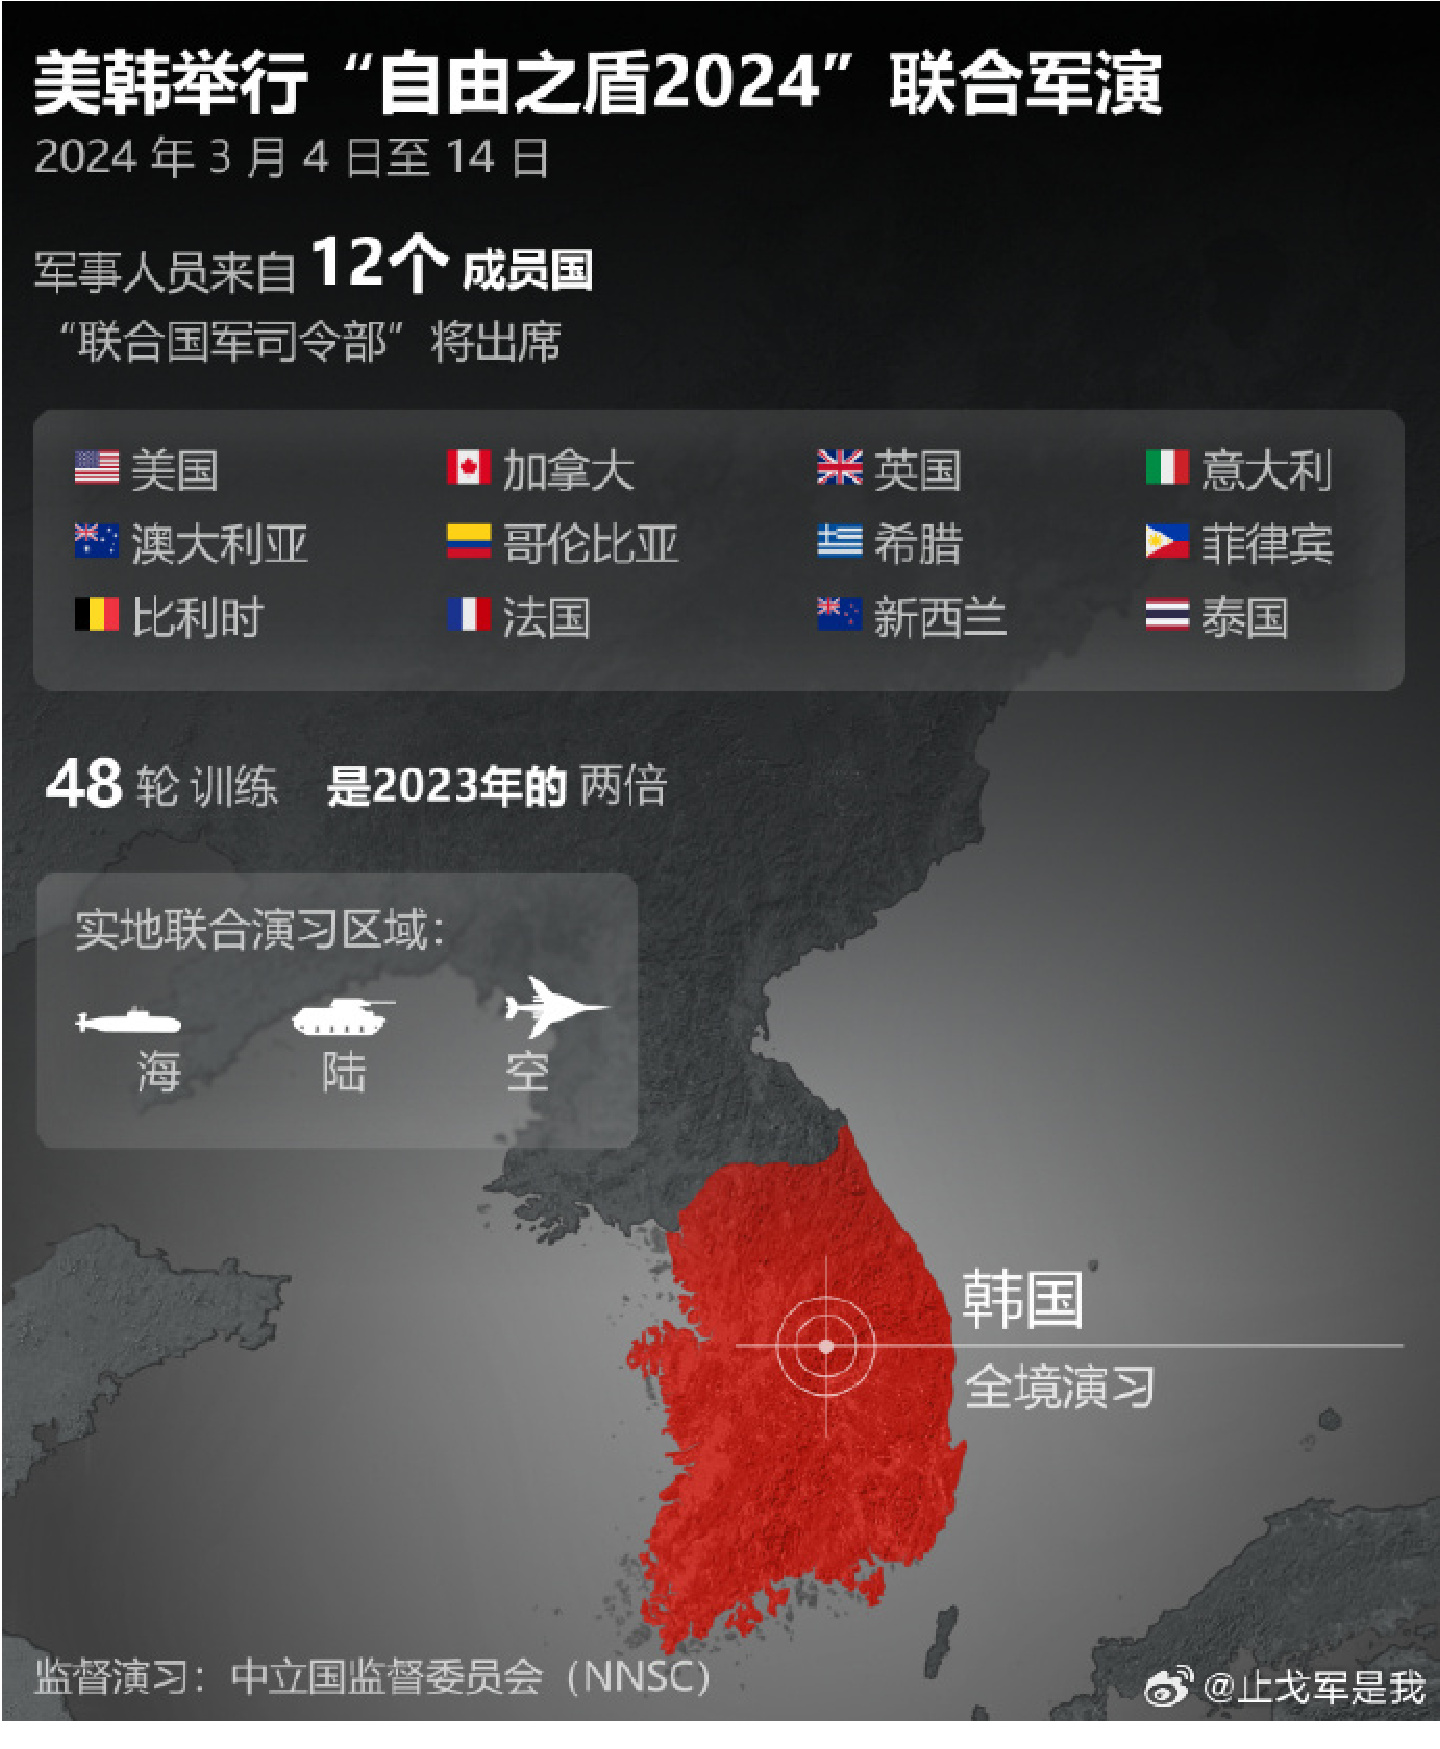 美韩举行“自由之盾2024”联合军演
2024 年 3 月 4 日至 14 日
军事人员来自 12个 成员国
“联合国军司令部”将出席
美国 加拿大 英国 意大利
澳大利亚 哥伦比亚 希腊 菲律宾
比利时 法国 新西兰 泰国
48 轮 训练 是2023年的 两倍
实地联合演习区域：
海 陆 空
韩国
全境演习
监督演习：中立国监督委员会（NNSC）
@止戈军是我